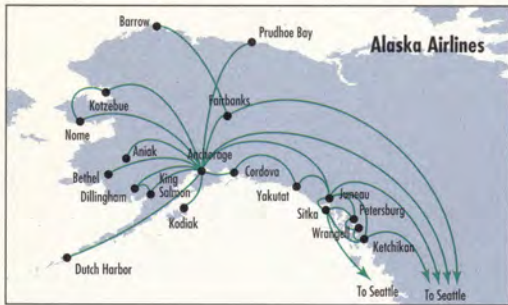 Barrow
Prudhoe Bay
Alaska Airlines
Kotzebue
Fairbanks
Nome
Aniak
Anchorage
Bethel
King
Salmon
Cordova
Dillingham
Yakutat
Juneau
Sitka
Petersburg
Kodiak
Wrangell
Ketchikan
Dutch Harbor
To Seattle
To Seattle